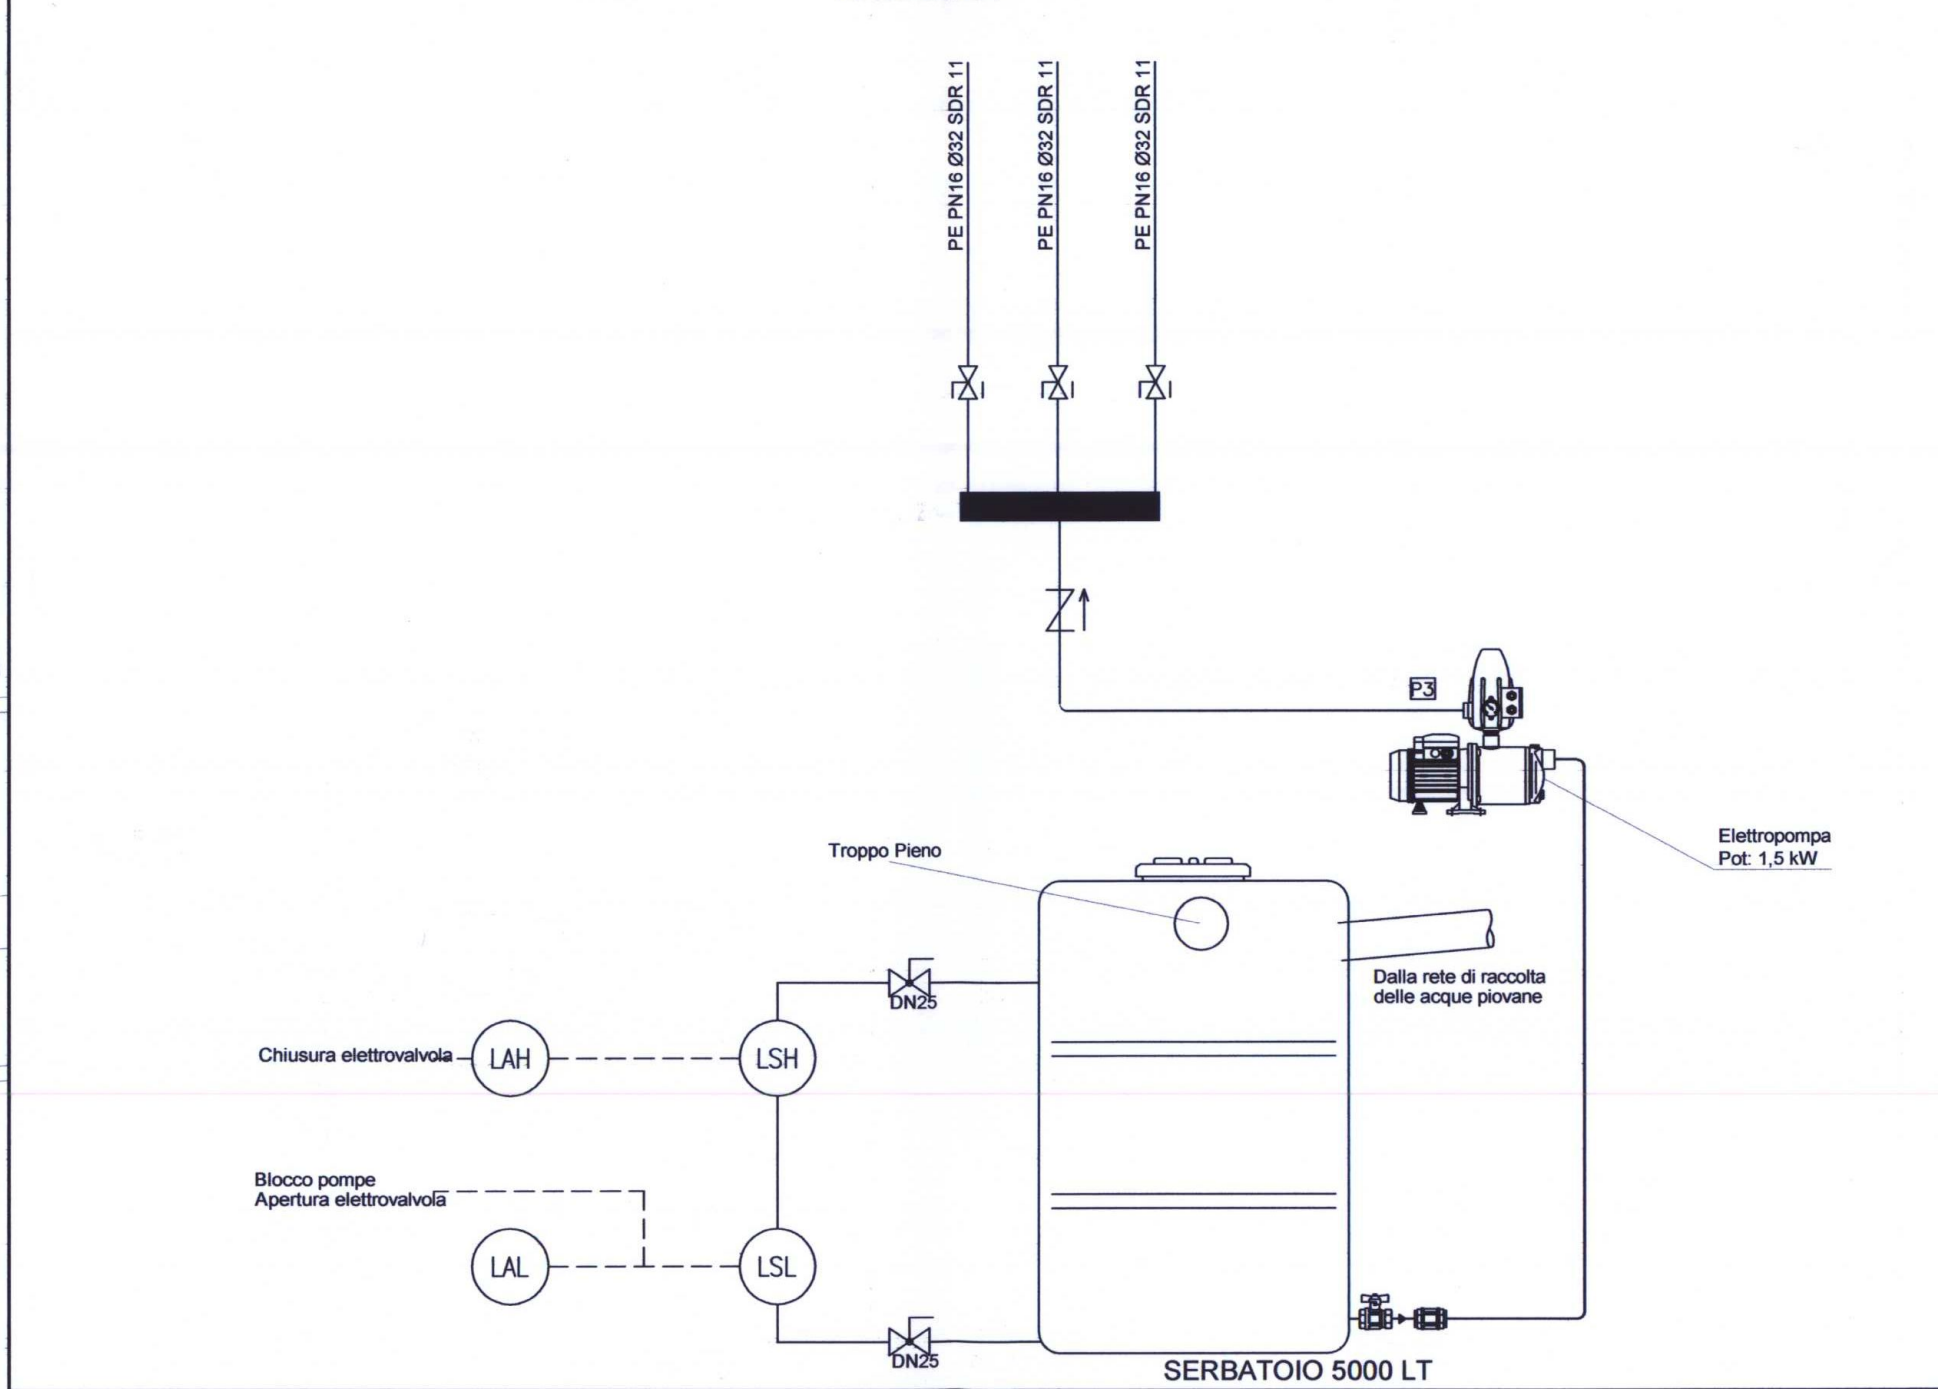 PE PN16 Ø32 SDR 11
PE PN16 Ø32 SDR 11
PE PN16 Ø32 SDR 11
P3
Elettropompa
Pot: 1,5 kW
Troppo Pieno
Dalla rete di raccolta
delle acque piovane
DN25
Chiusura elettrovalvola
LAH
LSH
Blocco pompe
Apertura elettrovalvola
LAL
LSL
DN25
SERBATOIO 5000 LT